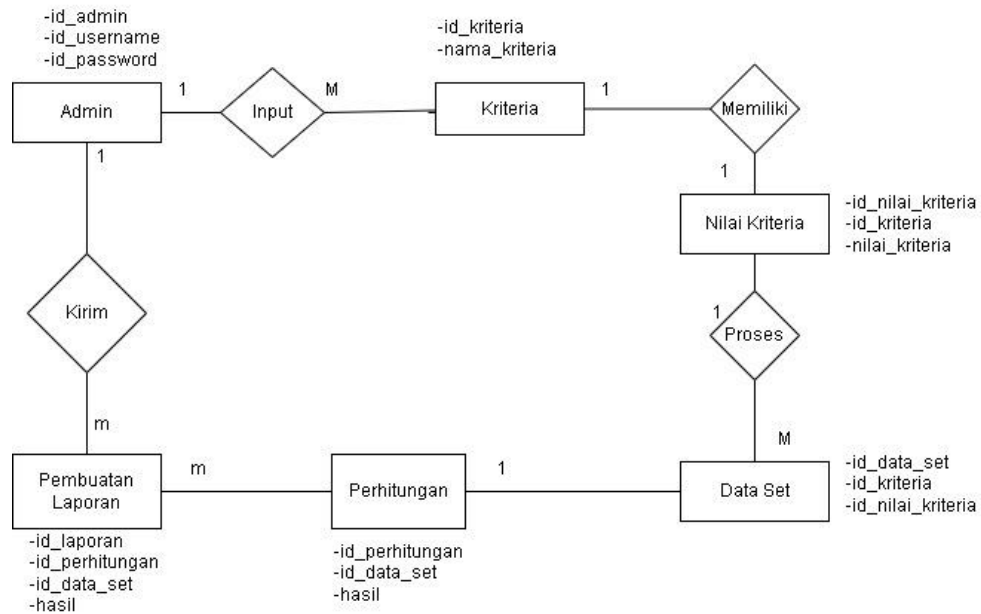 -id_admin
-id_username
-id_password
-id_kriteria
-nama_kriteria
Admin
1
Input
M
Kriteria
1
Memiliki
1
1
Nilai Kriteria
-id_nilai_kriteria
-id_kriteria
-nilai_kriteria
Kirim
1
Proses
m
M
Pembuatan
Laporan
m
Perhitungan
1
Data Set
-id_data_set
-id_kriteria
-id_nilai_kriteria
-id_laporan
-id_perhitungan
-id_data_set
-hasil
-id_perhitungan
-id_data_set
-hasil